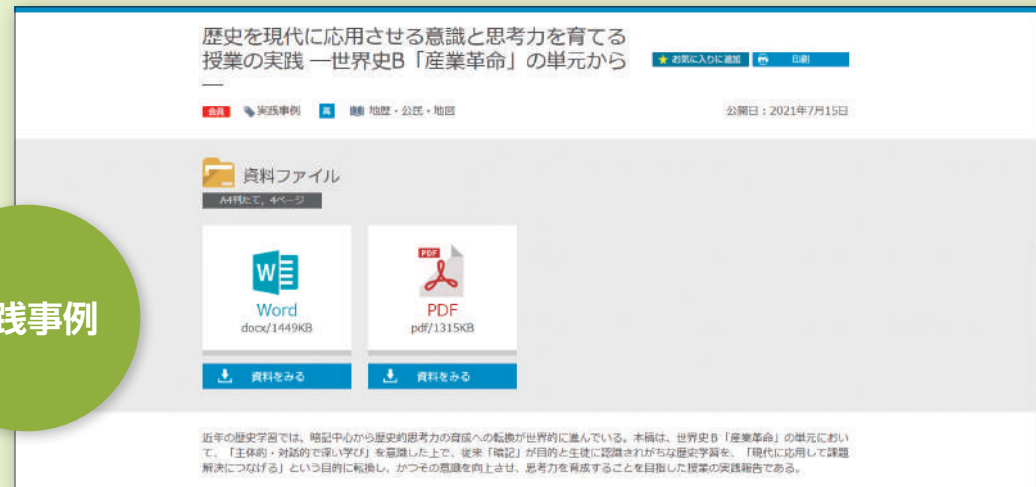 歴史を現代に応用させる意識と思考力を育てる
授業の実践 ―世界史B「産業革命」の単元から
―
★ お気に入りに追加 印刷
会員 実践事例 高 地歴・公民・地図 公開日：2021年7月15日
資料ファイル
A4判たて, 4ページ
W PDF
Word PDF
docx/1449KB pdf/1315KB
資料をみる 資料をみる
践事例
近年の歴史学習では、暗記中心から歴史的思考力の育成への転換が世界的に進んでいる。本稿は、世界史B「産業革命」の単元におい
て、「主体的・対話的で深い学び」を意識した上で、従来「暗記」が目的と生徒に認識されがちな歴史学習を、「現代に応用して課題
解決につなげる」という目的に転換し、かつその意識を向上させ、思考力を育成することを目指した授業の実践報告である。